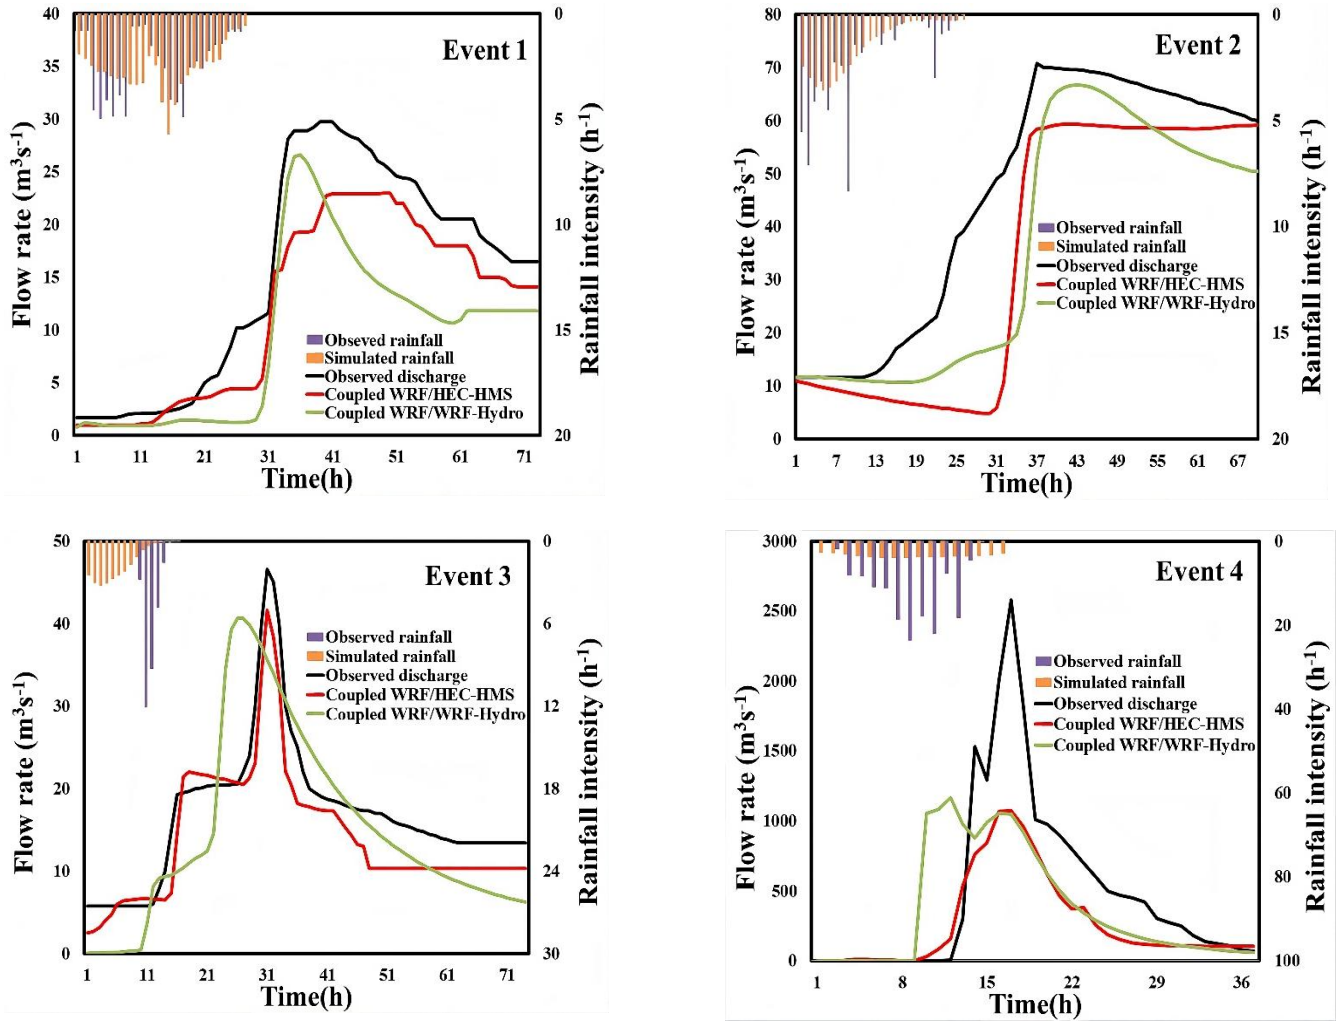 Event 1
Flow rate (m³s⁻¹)
40
35
30
25
20
15
10
5
0
0
5
10
15
20
Rainfall intensity (h⁻¹)
Obseved rainfall
Simulated rainfall
Observed discharge
Coupled WRF/HEC-HMS
Coupled WRF/WRF-Hydro
1 11 21 31 41 51 61 71
Time(h)
Event 2
Flow rate (m³s⁻¹)
80
70
60
50
40
30
20
10
0
0
5
10
15
20
Rainfall intensity (h⁻¹)
Observed rainfall
Simulated rainfall
Observed discharge
Coupled WRF/HEC-HMS
Coupled WRF/WRF-Hydro
1 7 13 19 25 31 37 43 49 55 61 67
Time(h)
Event 3
Flow rate (m³s⁻¹)
50
40
30
20
10
0
0
6
12
18
24
30
Rainfall intensity (h⁻¹)
Observed rainfall
Simulated rainfall
Observed discharge
Coupled WRF/HEC-HMS
Coupled WRF/WRF-Hydro
1 11 21 31 41 51 61 71
Time(h)
Event 4
Flow rate (m³s⁻¹)
3000
2500
2000
1500
1000
500
0
0
20
40
60
80
100
Rainfall intensity (h⁻¹)
Observed rainfall
Simulated rainfall
Observed discharge
Coupled WRF/HEC-HMS
Coupled WRF/WRF-Hydro
1 8 15 22 29 36
Time(h)